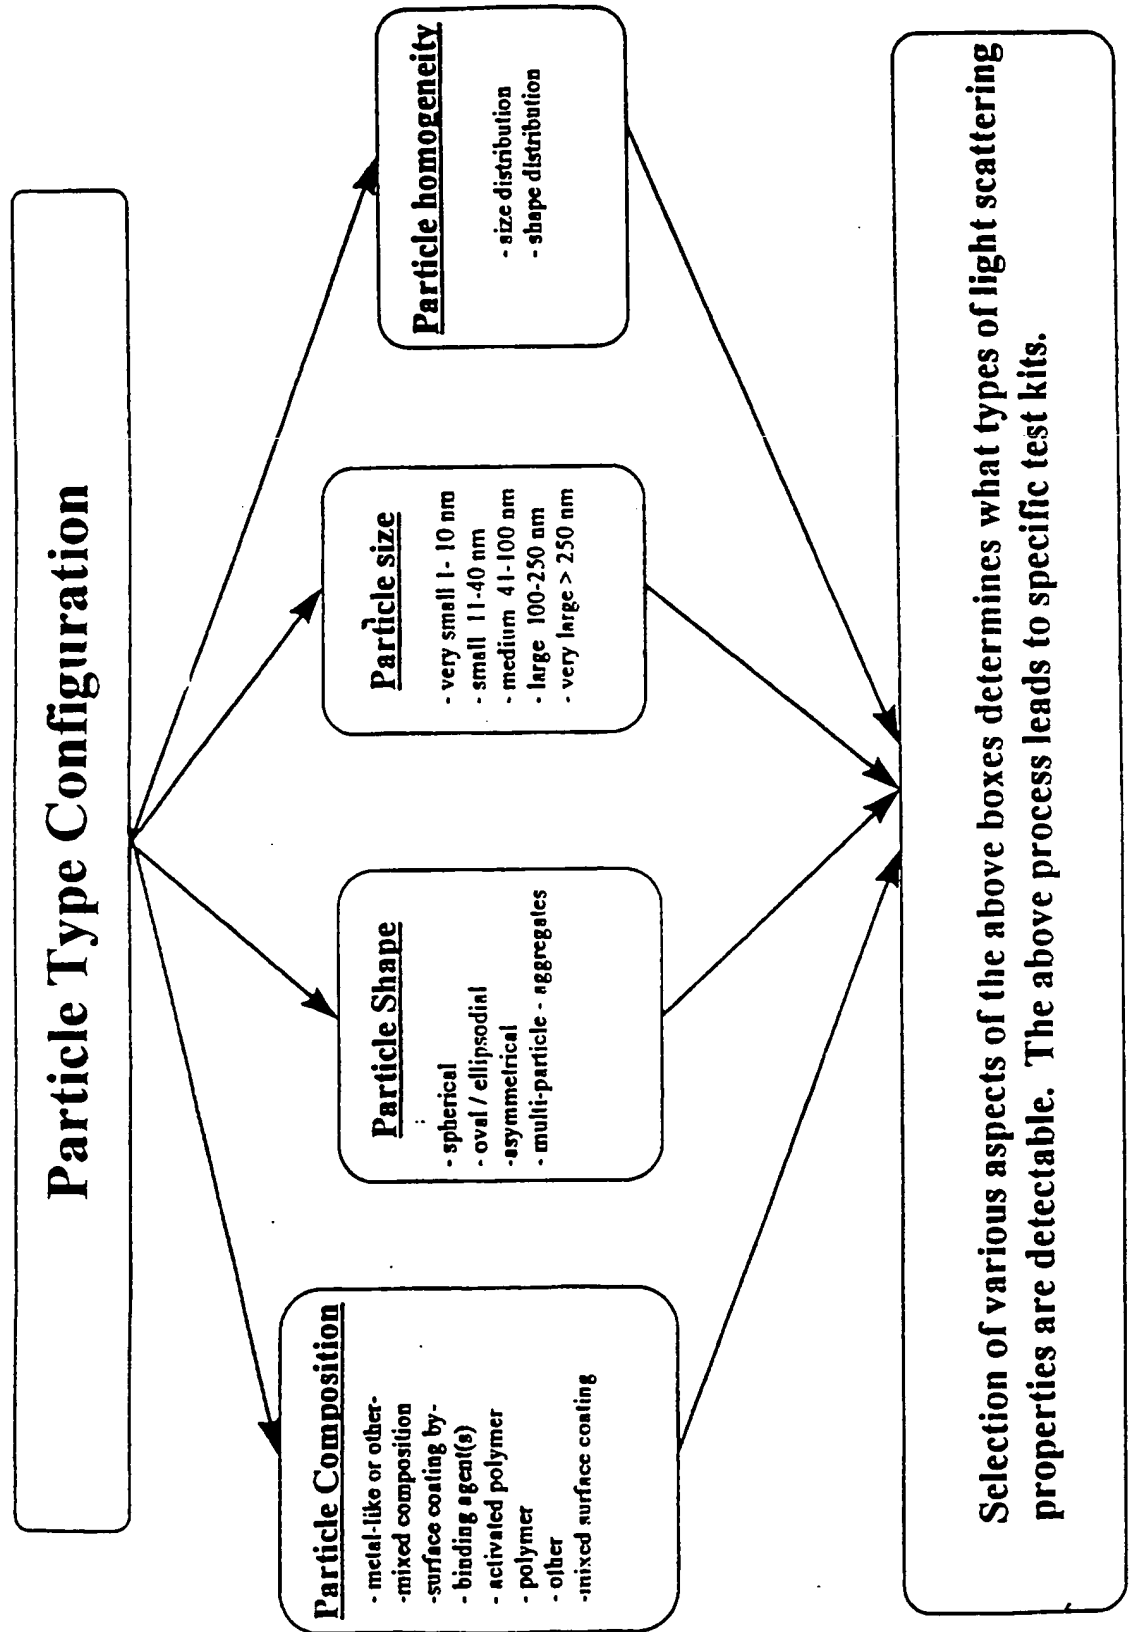 Particle Type Configuration
Particle Composition
- metal-like or other-
-mixed composition
-surface coating by-
- binding agent(s)
- activated polymer
- polymer
- other
-mixed surface coating
Particle Shape
- spherical
- oval / ellipsodial
-asymmetrical
- multi-particle - aggregates
Particle size
- very small 1- 10 nm
- small 11-40 nm
- medium 41-100 nm
- large 100-250 nm
- very large > 250 nm
Particle homogeneity
- size distribution
- shape distribution
Selection of various aspects of the above boxes determines what types of light scattering
properties are detectable. The above process leads to specific test kits.